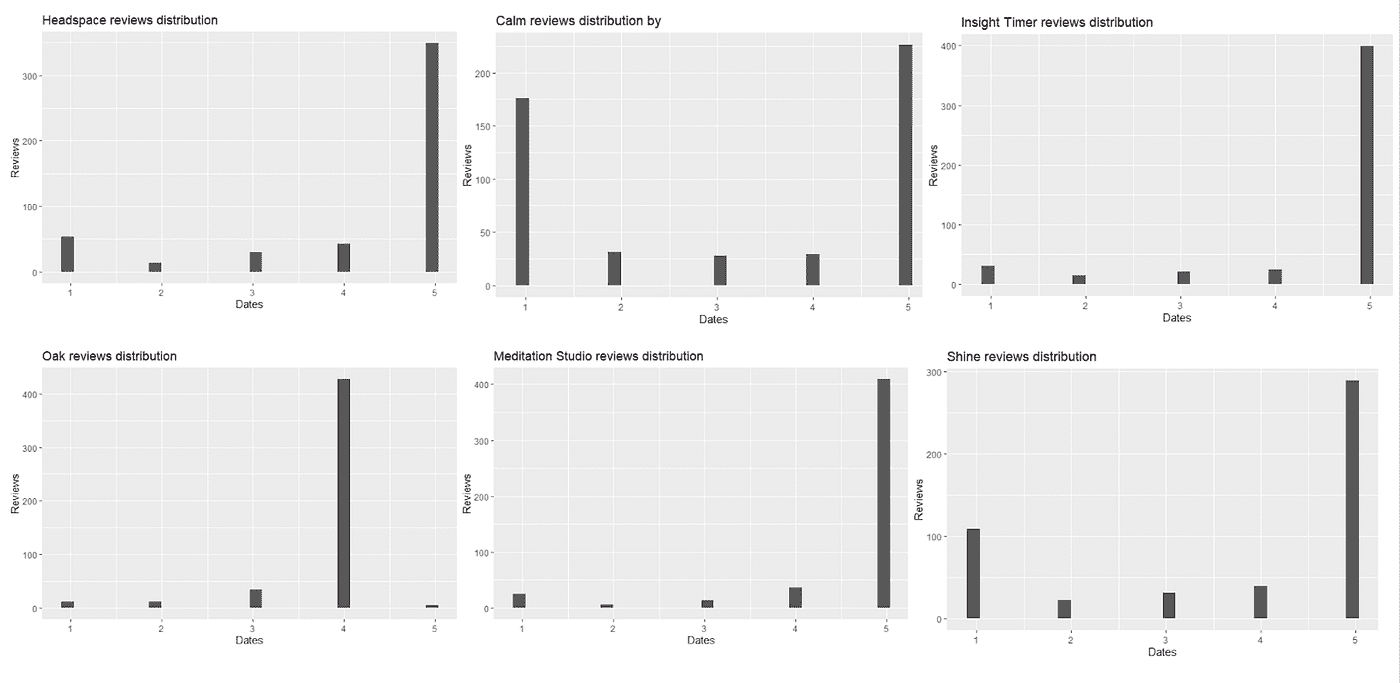 Headspace reviews distribution
Reviews
300
200
100
0
1 2 3 4 5
Dates
Calm reviews distribution by
Reviews
200
150
100
50
0
1 2 3 4 5
Dates
Insight Timer reviews distribution
Reviews
400
300
200
100
0
1 2 3 4 5
Dates
Oak reviews distribution
Reviews
400
300
200
100
0
1 2 3 4 5
Dates
Meditation Studio reviews distribution
Reviews
400
300
200
100
0
1 2 3 4 5
Dates
Shine reviews distribution
Reviews
300
200
100
0
1 2 3 4 5
Dates